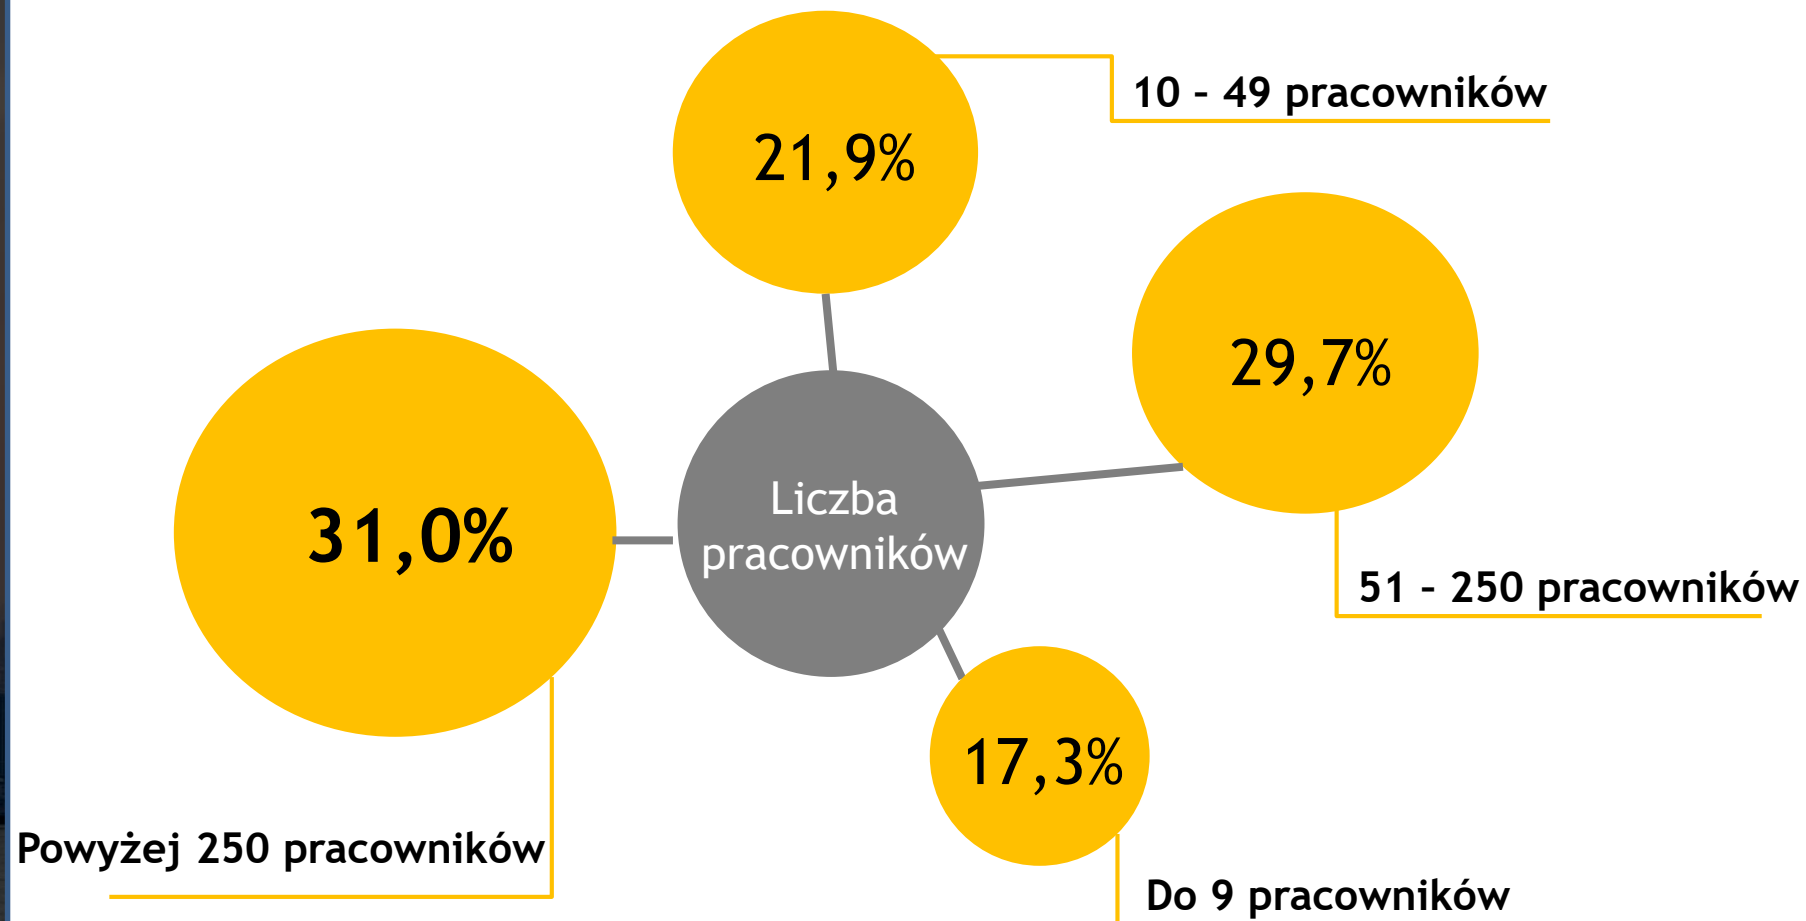 10 – 49 pracowników
21,9%
29,7%
Liczba
pracowników
31,0%
51 – 250 pracowników
17,3%
Powyżej 250 pracowników
Do 9 pracowników